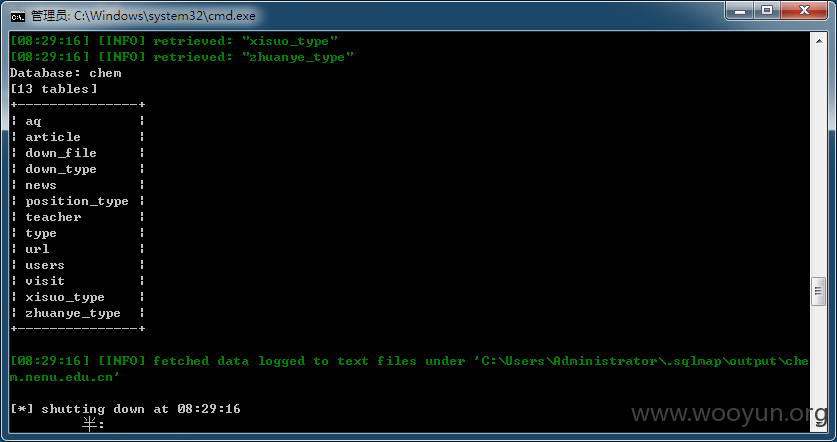 管理员: C:\Windows\system32\cmd.exe
[08:29:16] [INFO] retrieved: "xisuo_type"
[08:29:16] [INFO] retrieved: "zhuanye_type"
Database: chem
[13 tables]
+---------------+
| aq            |
| article       |
| down_file     |
| down_type     |
| news          |
| position_type |
| teacher       |
| type          |
| url           |
| users         |
| visit         |
| xisuo_type    |
| zhuanye_type  |
+---------------+
[08:29:16] [INFO] fetched data logged to text files under 'C:\Users\Administrator\.sqlmap\output\che
m.nenu.edu.cn'
[*] shutting down at 08:29:16
半:
www.wooyun.org